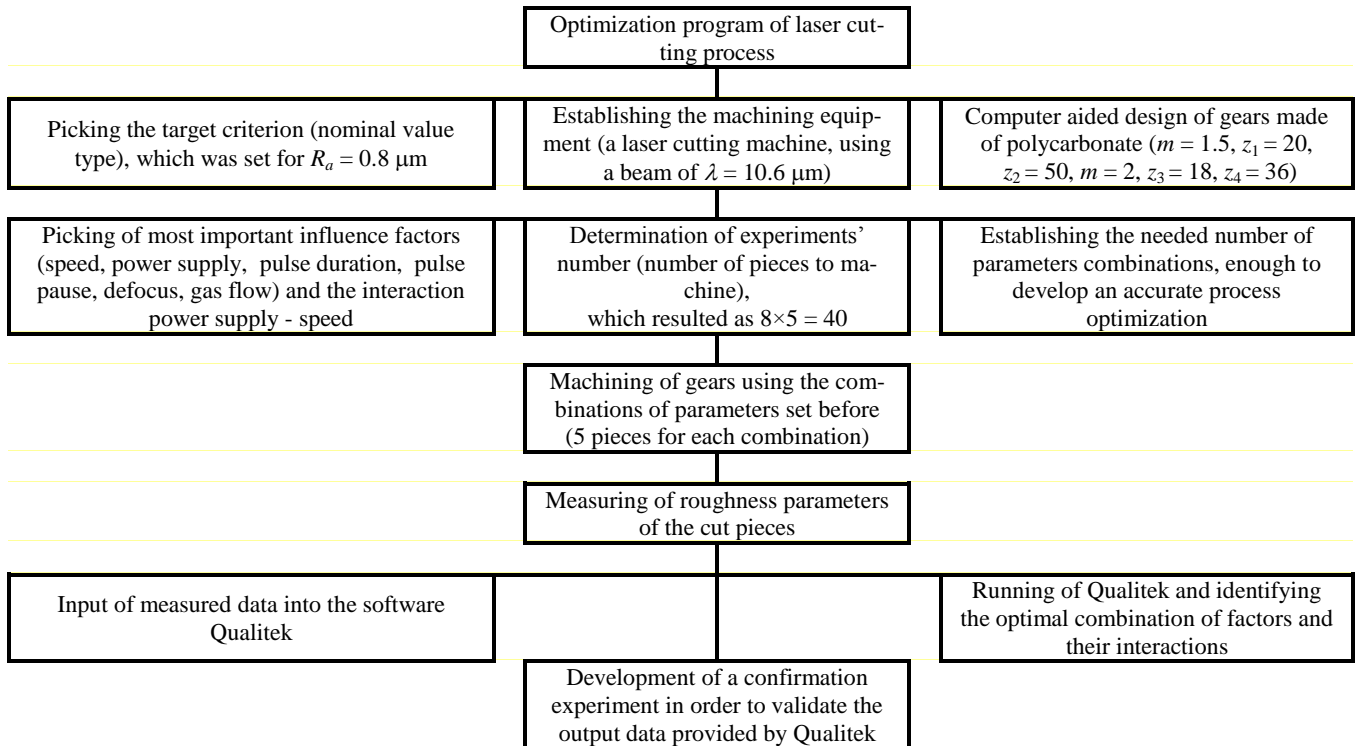 Optimization program of laser cut-
ting process
Picking the target criterion (nominal value
type), which was set for Rₐ = 0.8 μm
Establishing the machining equip-
ment (a laser cutting machine, using
a beam of λ = 10.6 μm)
Computer aided design of gears made
of polycarbonate (m = 1.5, z₁ = 20,
z₂ = 50, m = 2, z₃ = 18, z₄ = 36)
Picking of most important influence factors
(speed, power supply, pulse duration, pulse
pause, defocus, gas flow) and the interaction
power supply - speed
Determination of experiments’
number (number of pieces to ma-
chine),
which resulted as 8×5 = 40
Establishing the needed number of
parameters combinations, enough to
develop an accurate process
optimization
Machining of gears using the com-
binations of parameters set before
(5 pieces for each combination)
Measuring of roughness parameters
of the cut pieces
Input of measured data into the software
Qualitek
Running of Qualitek and identifying
the optimal combination of factors and
their interactions
Development of a confirmation
experiment in order to validate the
output data provided by Qualitek